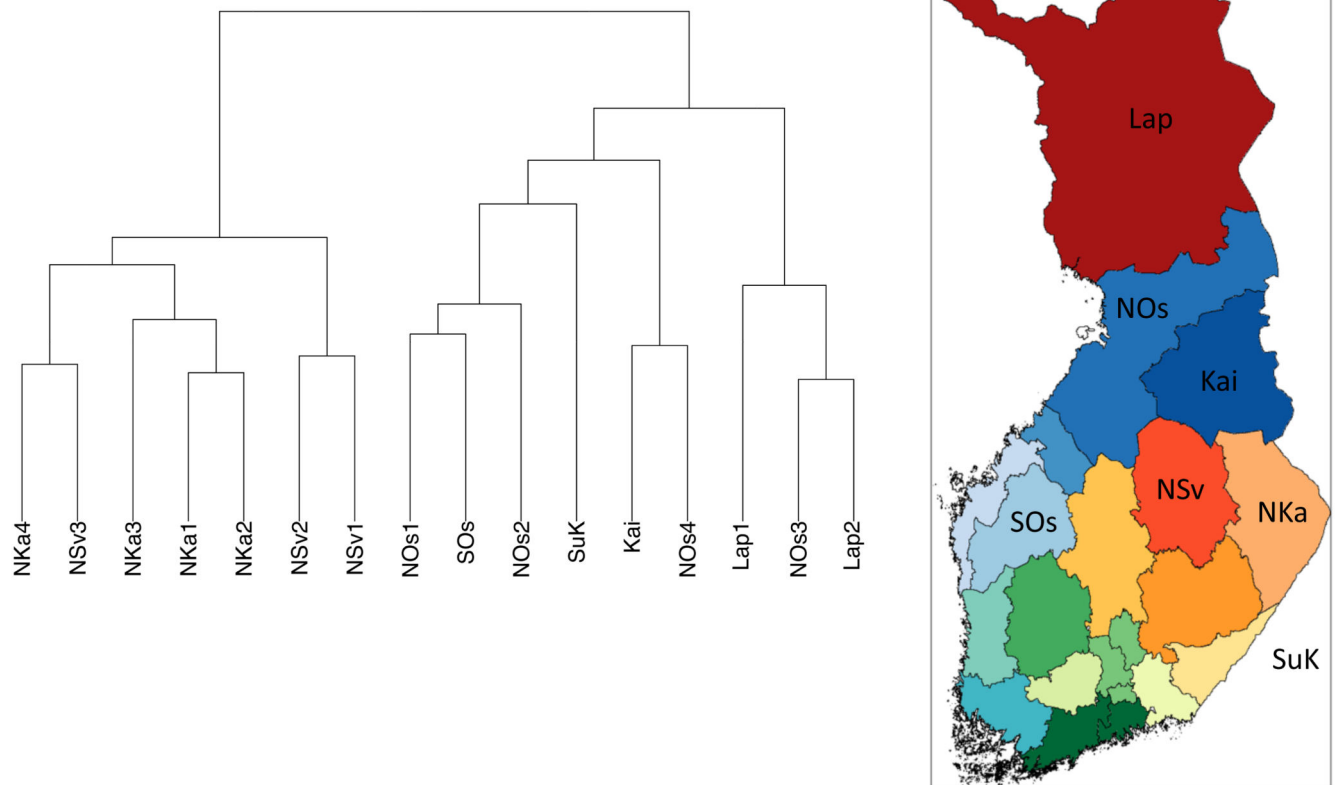 NKa4
NSv3
NKa3
NKa1
NKa2
NSv2
NSv1
NOs1
SOs
NOs2
SuK
Kai
NOs4
Lap1
NOs3
Lap2
Lap
NOs
Kai
NSv
NKa
SOs
SuK